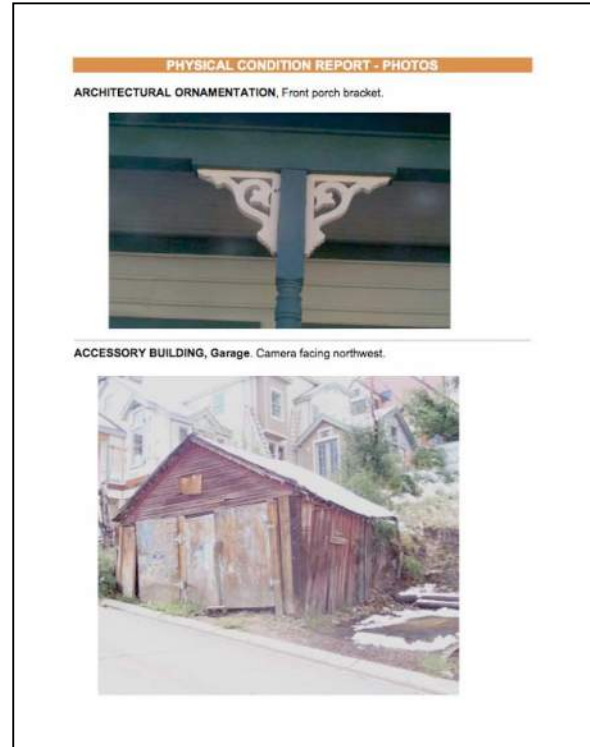 PHYSICAL CONDITION REPORT - PHOTOS
ARCHITECTURAL ORNAMENTATION, Front porch bracket.
ACCESSORY BUILDING, Garage. Camera facing northwest.